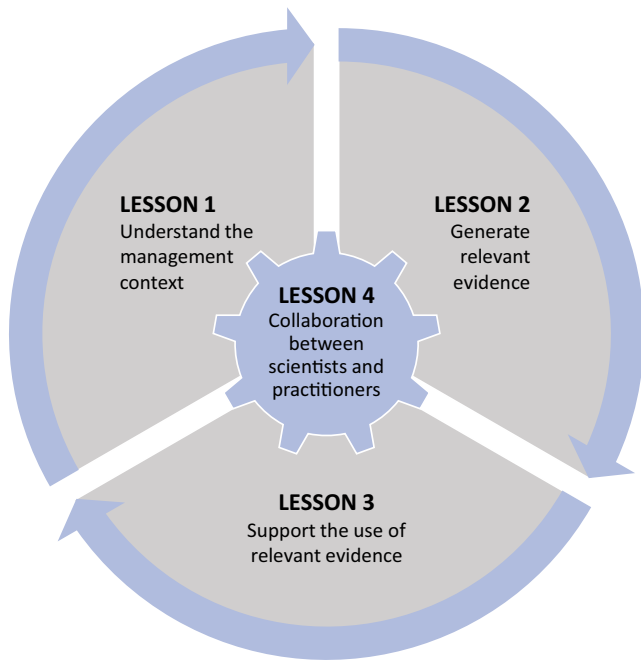 LESSON 1
Understand the
management
context
LESSON 2
Generate
relevant
evidence
LESSON 4
Collaboration
between
scientists and
practitioners
LESSON 3
Support the use of
relevant evidence